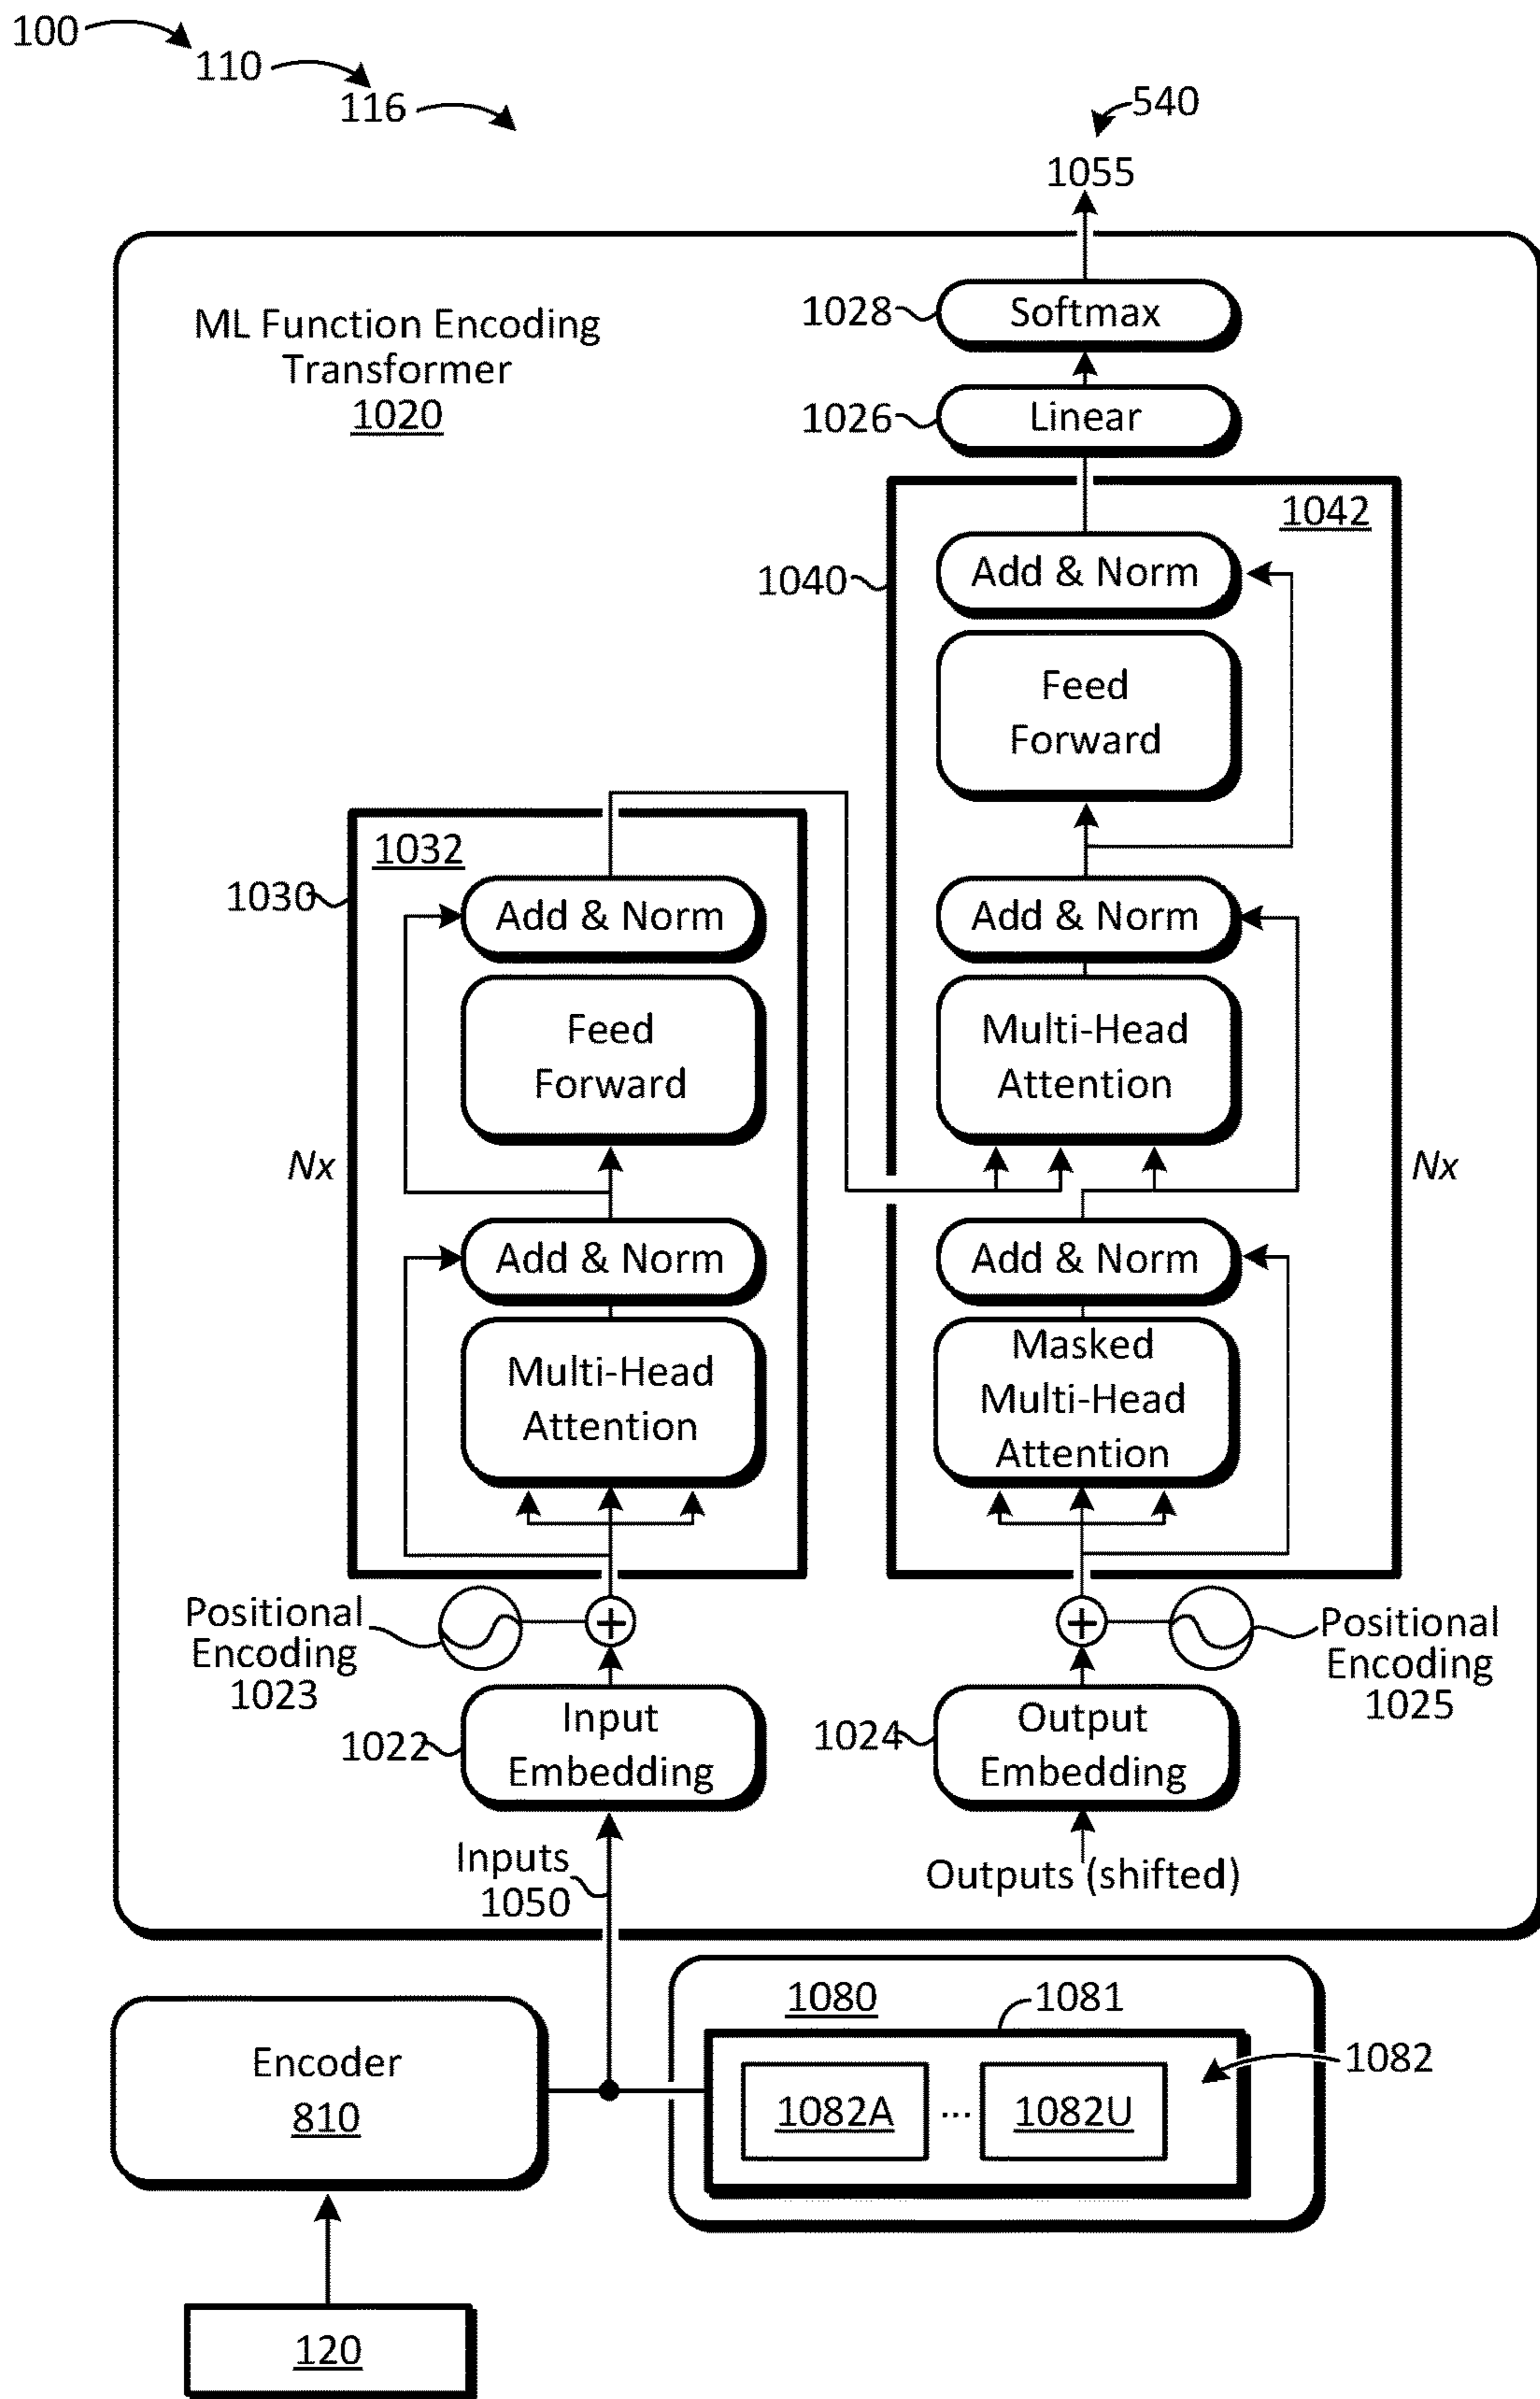 100
110
116
540
1055
ML Function Encoding
Transformer
1020
1028
Softmax
1026
Linear
1042
1040
Add & Norm
Feed
Forward
1032
1030
Add & Norm
Feed
Forward
Nx
Add & Norm
Multi-Head
Attention
Add & Norm
Multi-Head
Attention
Nx
Add & Norm
Masked
Multi-Head
Attention
Positional
Encoding
1023
Positional
Encoding
1025
1022
Input
Embedding
1024
Output
Embedding
Inputs
1050
Outputs (shifted)
Encoder
810
1080
1081
1082
1082A
...
1082U
120